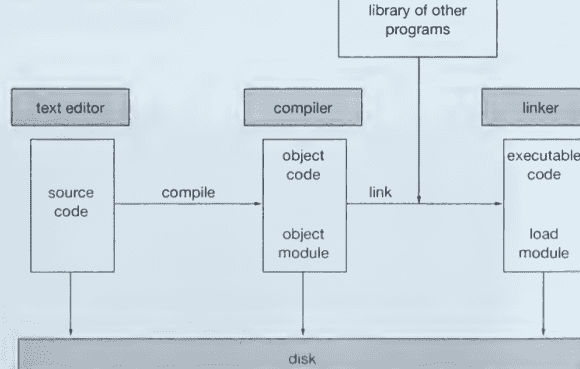 library of other
programs
text editor
compiler
linker
source
code
compile
object
code
object
module
link
executable
code
load
module
disk